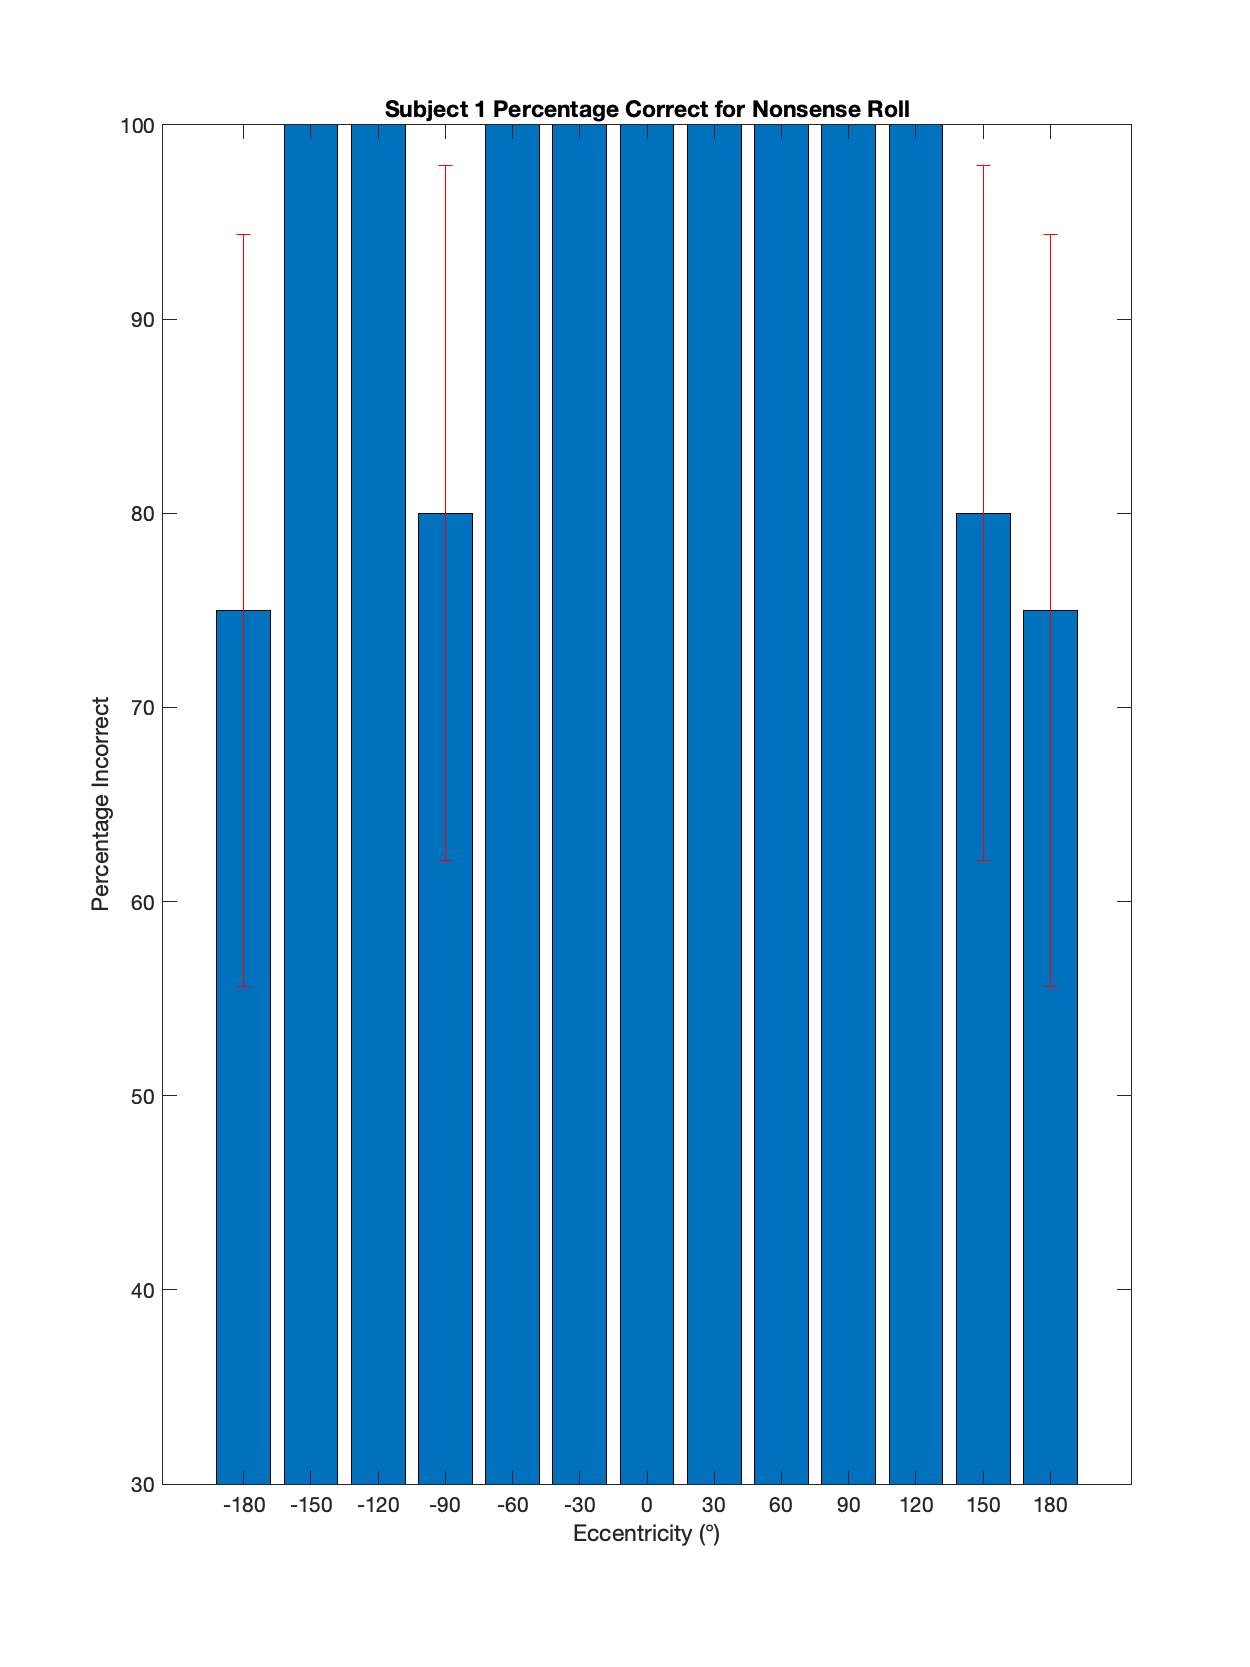 Subject 1 Percentage Correct for Nonsense Roll
100
90
80
70
60
50
40
30
Percentage Incorrect
-180 -150 -120 -90 -60 -30 0 30 60 90 120 150 180
Eccentricity (°)